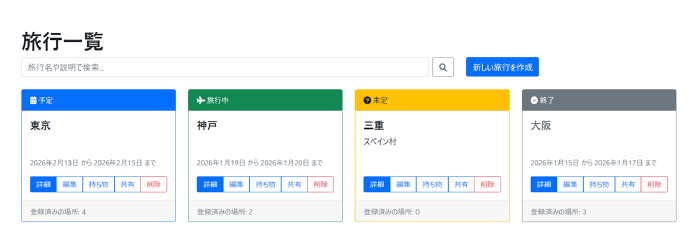 旅行一覧
旅行名や説明で検索...
新しい旅行を作成
予定
東京
2026年2月13日 から 2026年2月15日 まで
詳細 編集 持ち物 共有 削除
登録済みの場所: 4
旅行中
神戸
2026年1月19日 から 2026年1月20日 まで
詳細 編集 持ち物 共有 削除
登録済みの場所: 2
未定
三重
スペイン村
詳細 編集 持ち物 共有 削除
登録済みの場所: 0
終了
大阪
2026年1月15日 から 2026年1月17日 まで
詳細 編集 持ち物 共有 削除
登録済みの場所: 3